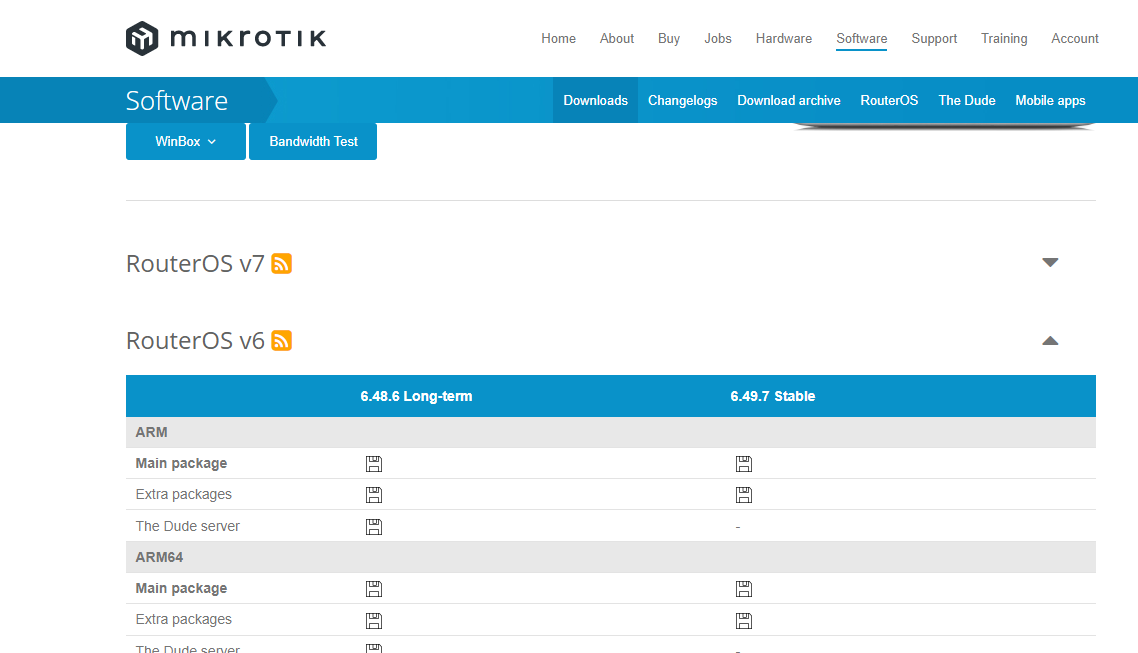 mikrotik
Home About Buy Jobs Hardware Software Support Training Account
Software
Downloads Changelogs Download archive RouterOS The Dude Mobile apps
WinBox Bandwidth Test
RouterOS v7
RouterOS v6
6.48.6 Long-term 6.49.7 Stable
ARM
Main package
Extra packages
The Dude server -
ARM64
Main package
Extra packages
The Dude server -